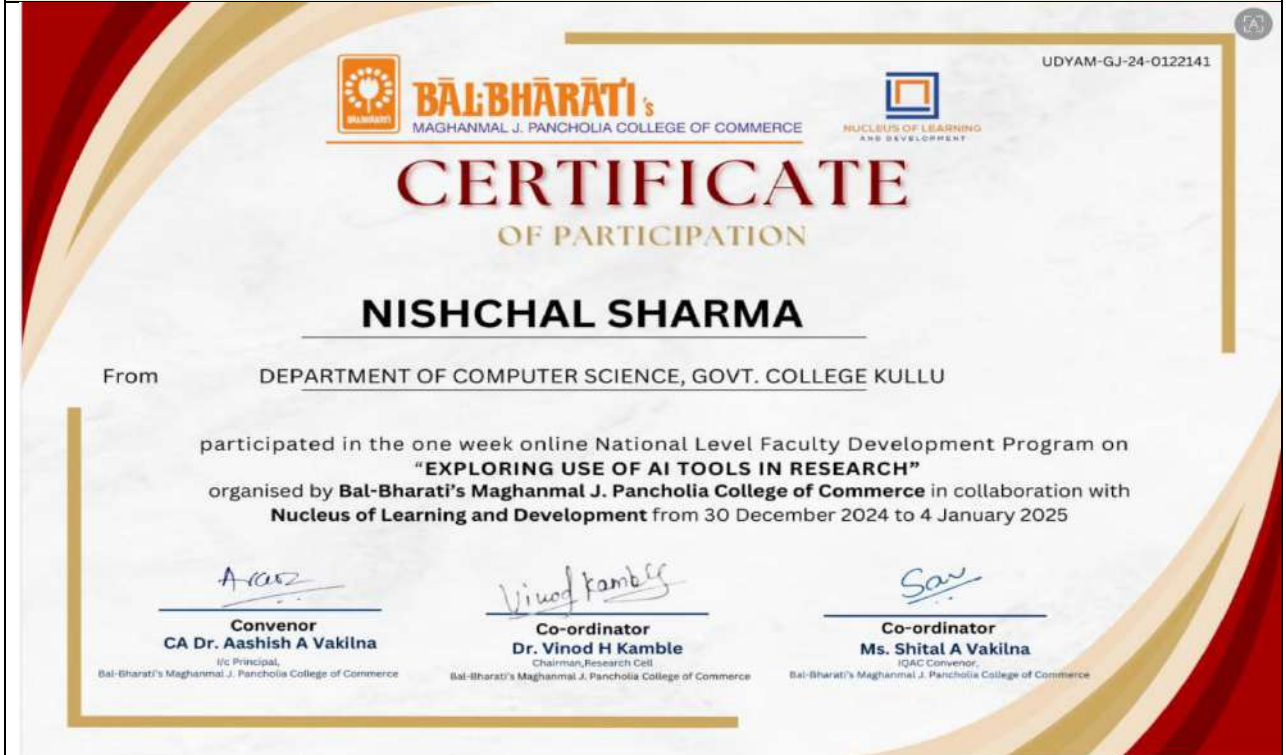 UDYAM-GJ-24-0122141
BĀL-BHĀRĀTI's
BALBHARATI
MAGHANMAL J. PANCHOLIA COLLEGE OF COMMERCE
NUCLEUS OF LEARNING
AND DEVELOPMENT
CERTIFICATE
OF PARTICIPATION
NISHCHAL SHARMA
From DEPARTMENT OF COMPUTER SCIENCE, GOVT. COLLEGE KULLU
participated in the one week online National Level Faculty Development Program on
“EXPLORING USE OF AI TOOLS IN RESEARCH”
organised by Bal-Bharati’s Maghanmal J. Pancholia College of Commerce in collaboration with
Nucleus of Learning and Development from 30 December 2024 to 4 January 2025
Vinod Kamble
Convenor
CA Dr. Aashish A Vakilna
I/c Principal,
Bal-Bharati's Maghanmal J. Pancholia College of Commerce
Co-ordinator
Dr. Vinod H Kamble
Chairman,Research Cell
Bal-Bharati's Maghanmal J. Pancholia College of Commerce
Co-ordinator
Ms. Shital A Vakilna
IQAC Convenor,
Bal-Bharati's Maghanmal J. Pancholia College of Commerce